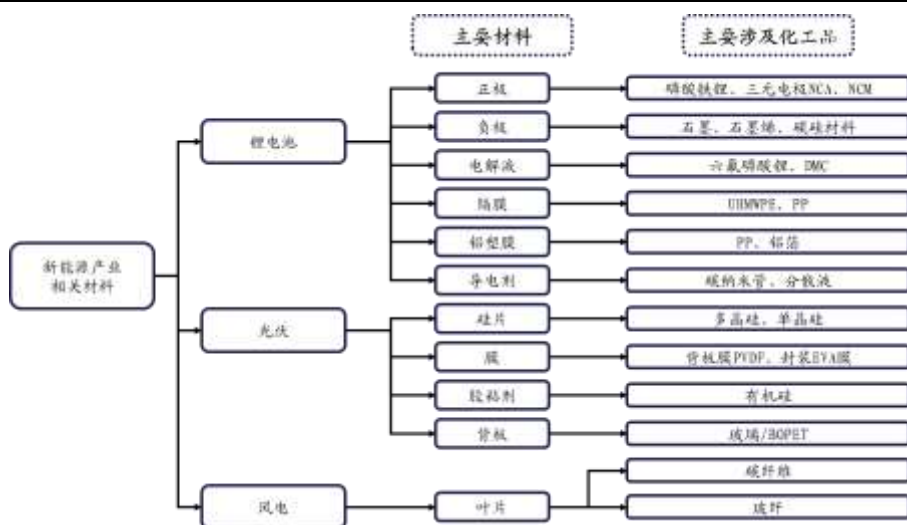 主要材料
主要涉及化工品
正极
磷酸铁锂、三元电极NCA、NCM
锂电池
负极
石墨、石墨烯、碳硅材料
电解液
六氟磷酸锂、DMC
隔膜
UHMWPE、PP
新能源产业
相关材料
铝塑膜
PP、铝箔
导电剂
碳纳米管、分散液
光伏
硅片
多晶硅、单晶硅
膜
背板膜PVDF、封装EVA膜
胶粘剂
有机硅
背板
玻璃/BOPET
风电
叶片
碳纤维
玻纤